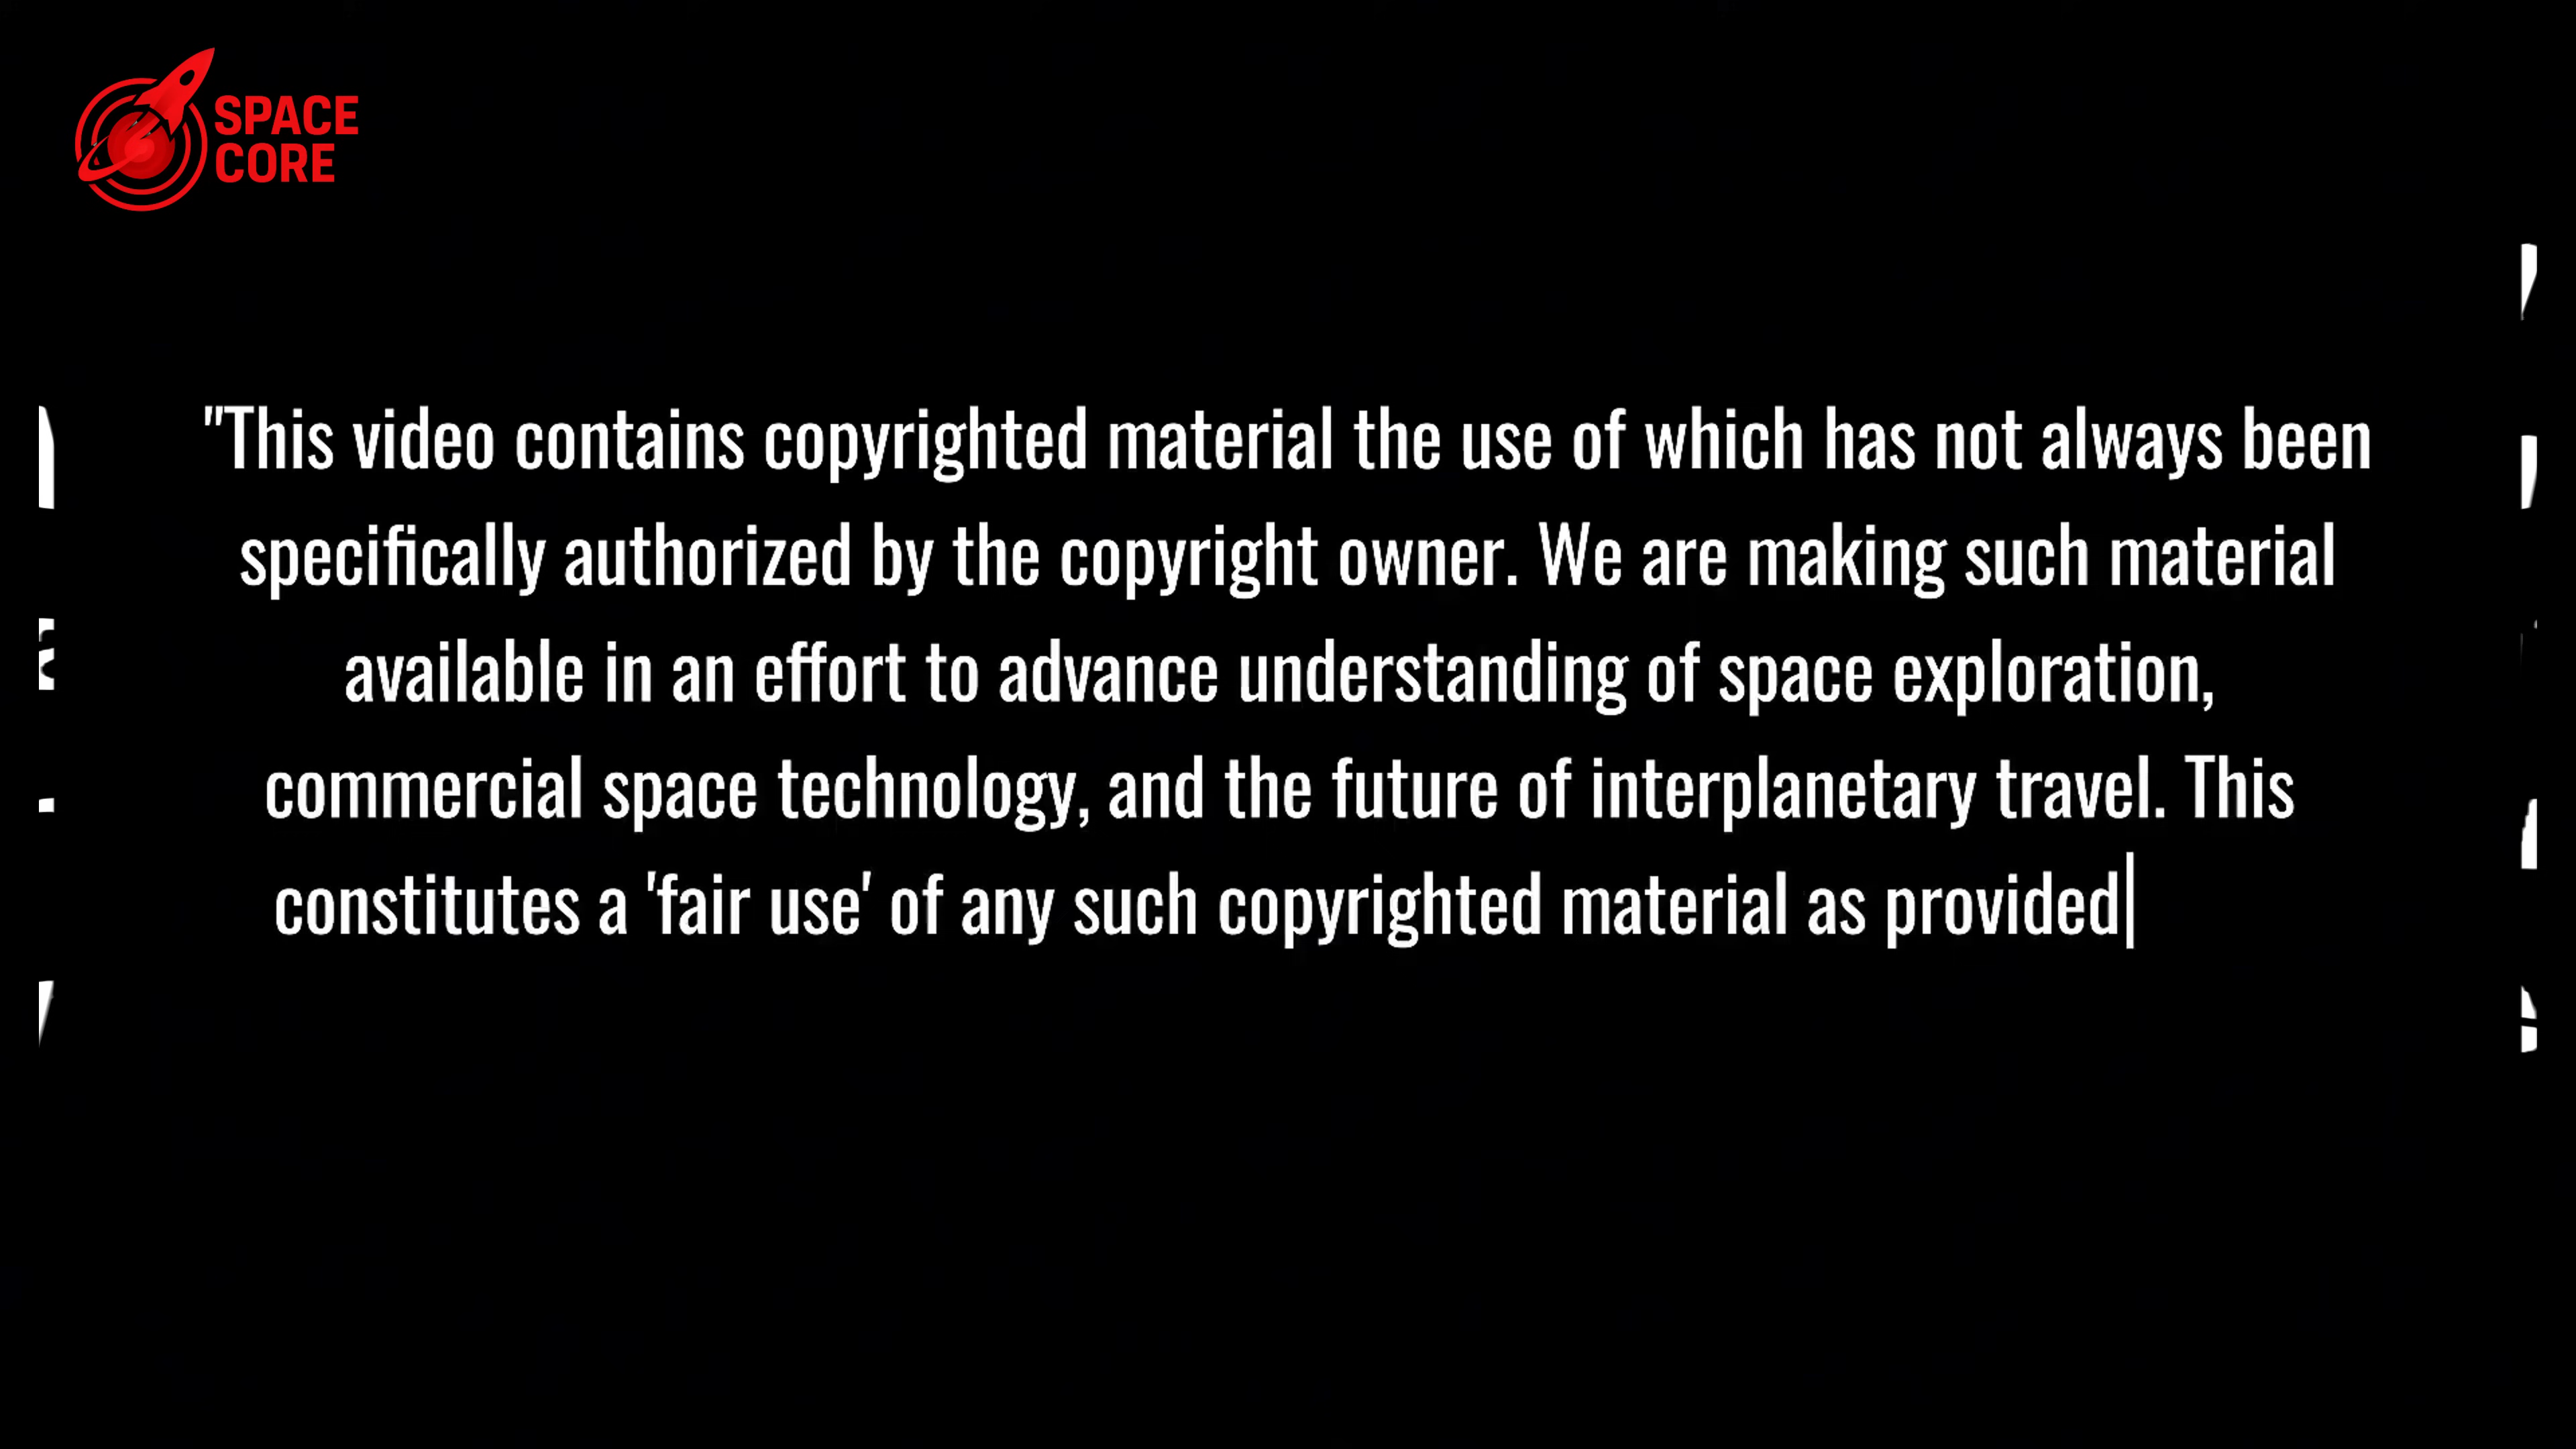 SPACE
CORE
"This video contains copyrighted material the use of which has not always been
specifically authorized by the copyright owner. We are making such material
available in an effort to advance understanding of space exploration,
commercial space technology, and the future of interplanetary travel. This
constitutes a 'fair use' of any such copyrighted material as provided